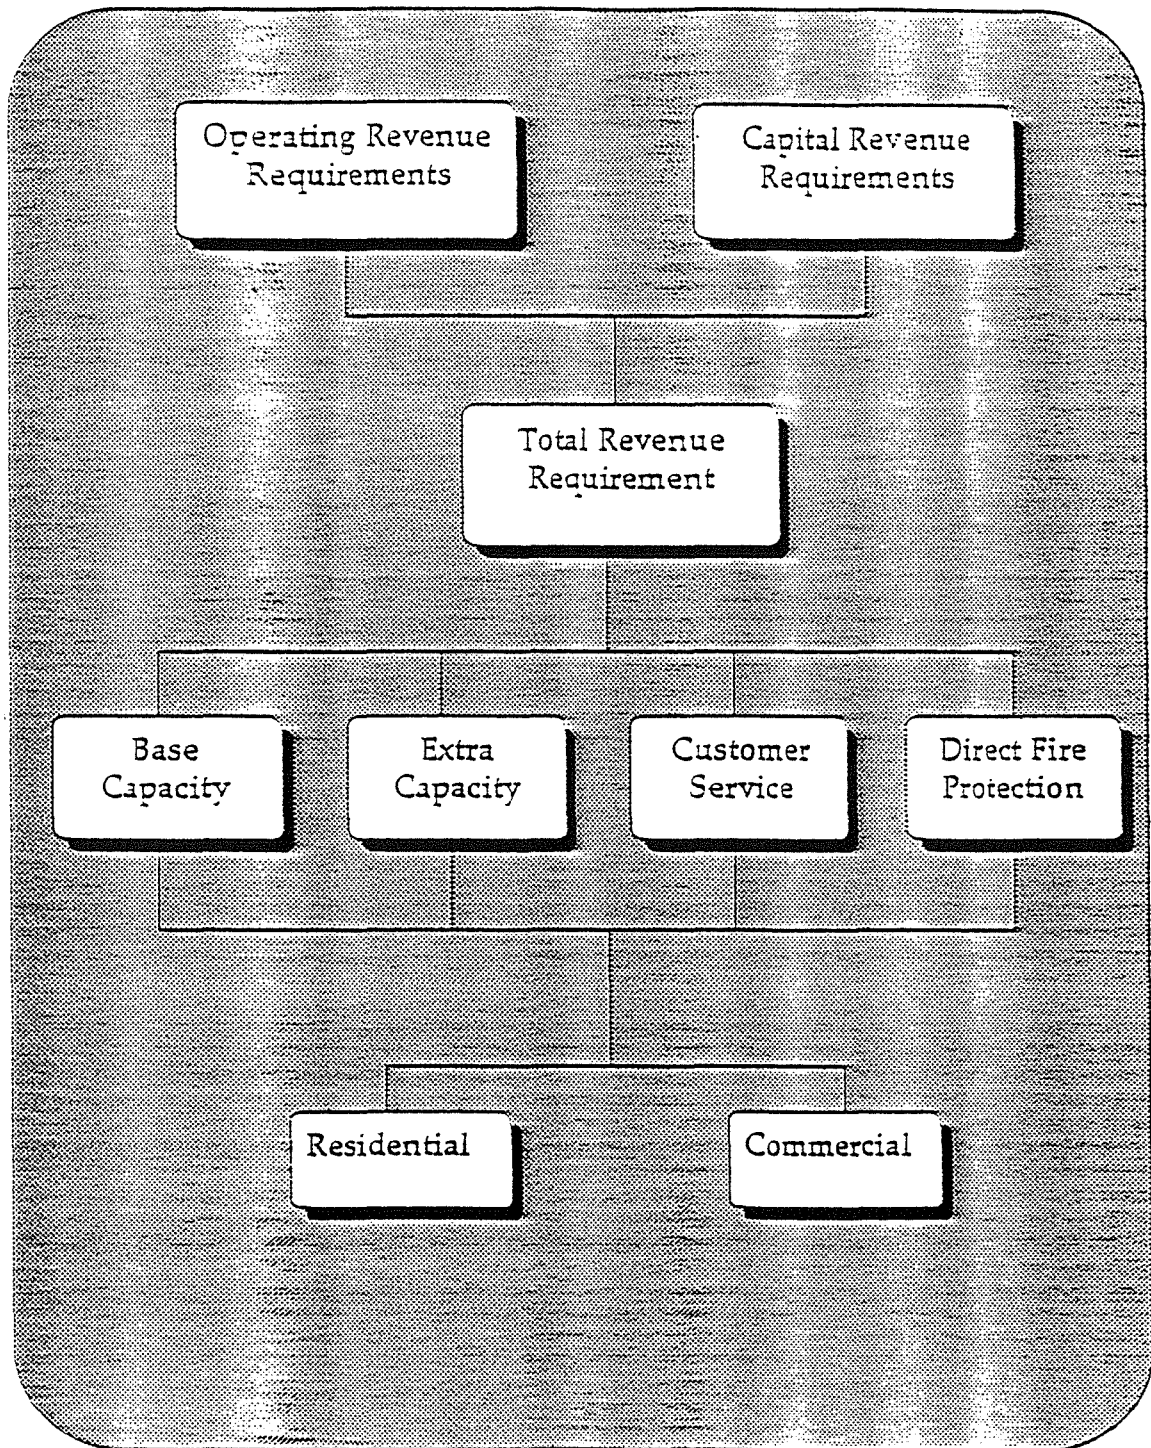 Operating Revenue
Requirements
Capital Revenue
Requirements
Total Revenue
Requirement
Base
Capacity
Extra
Capacity
Customer
Service
Direct Fire
Protection
Residential
Commercial